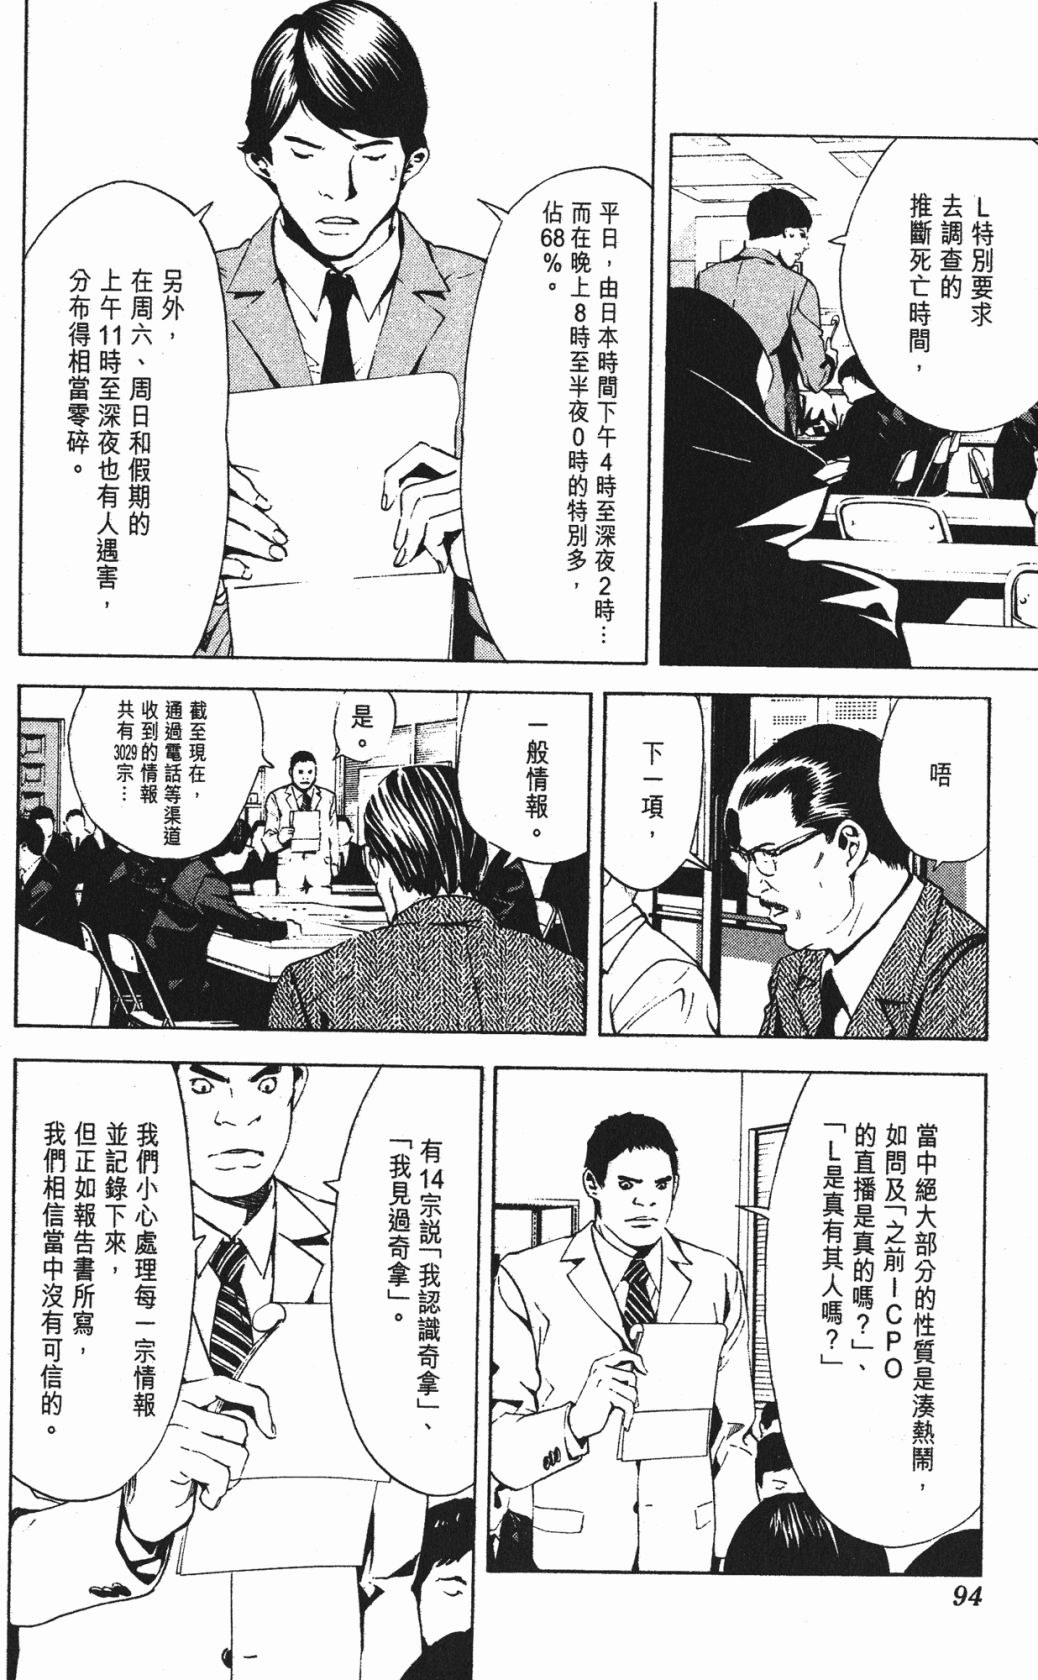 L特別要求
去調查的
推斷死亡時間，
平日，由日本時間下午4時至深夜2時…
而在晚上8時至半夜0時的特別多，
佔68%。
另外，
在周六、周日和假期的
上午11時至深夜也有人遇害，
分布得相當零碎。
唔
下一項，
一般情報。
是。
截至現在，
通過電話等渠道
收到的情報
共有3029宗…
當中絕大部分的性質是湊熱鬧，
如問及「之前ICPO
的直播是真的嗎？」、
「L是真有其人嗎？」
有14宗說「我認識奇拿」、
「我見過奇拿」。
我們小心處理每一宗情報
並記錄下來，
但正如報告書所寫，
我們相信當中沒有可信的。
94